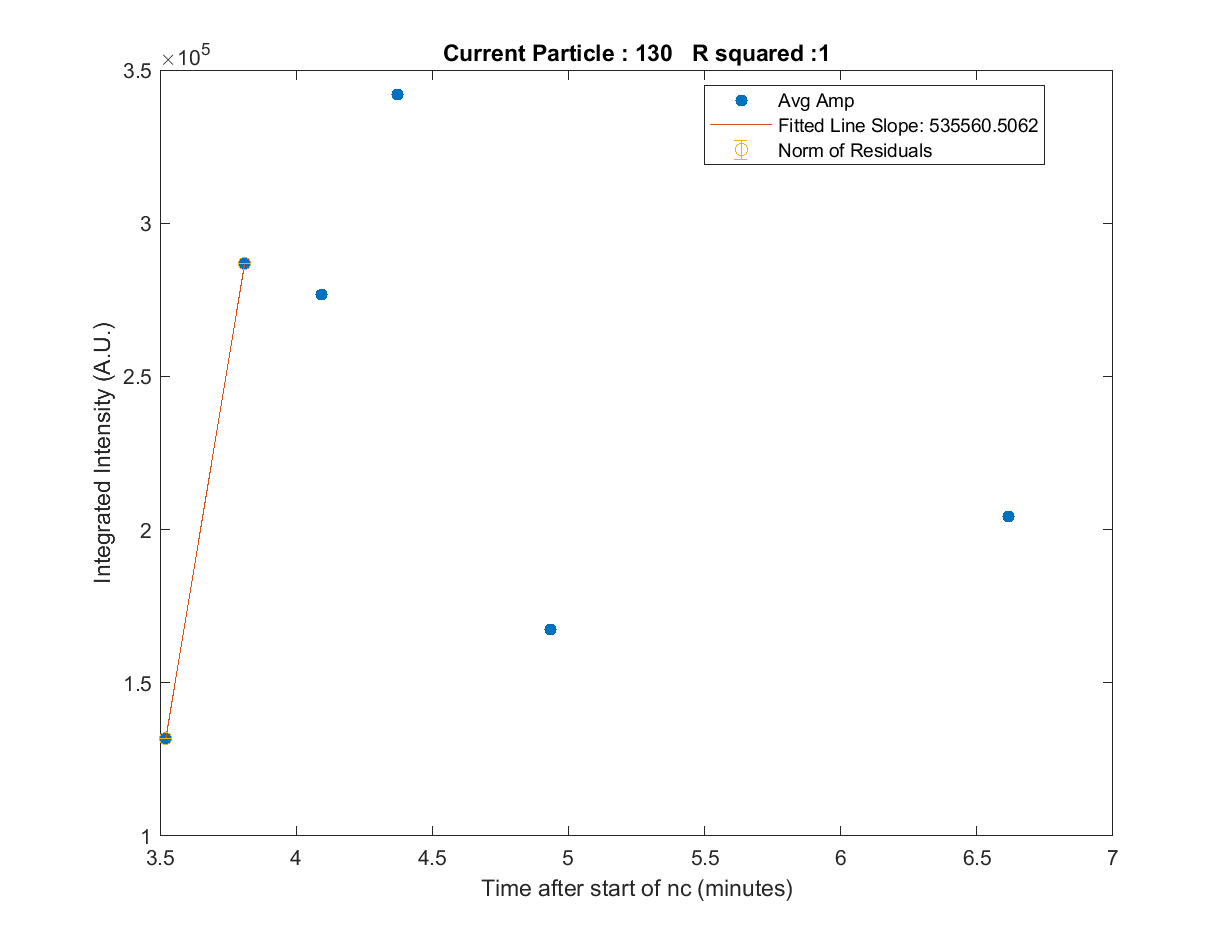 Current Particle : 130   R squared :1
×10^5
3.5
3
2.5
2
1.5
1
Integrated Intensity (A.U.)
Avg Amp
Fitted Line Slope: 535560.5062
Norm of Residuals
3.5 4 4.5 5 5.5 6 6.5 7
Time after start of nc (minutes)